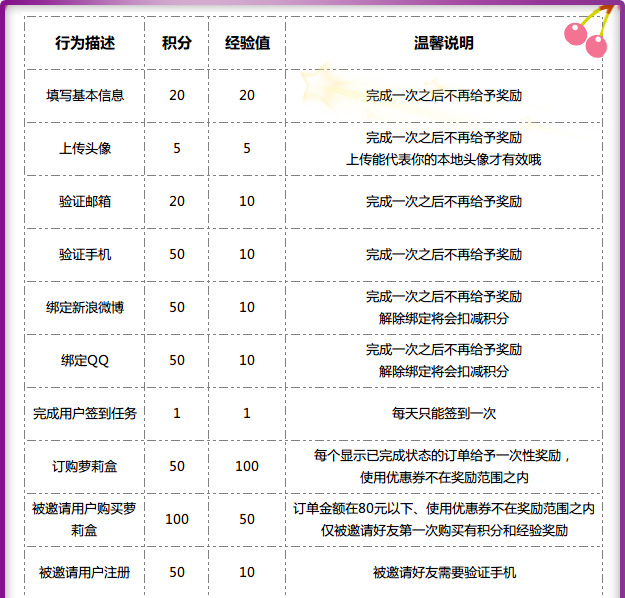 行为描述 积分 经验值 温馨说明
填写基本信息 20 20 完成一次之后不再给予奖励
上传头像 5 5 完成一次之后不再给予奖励
上传能代表你的本地头像才有效哦
验证邮箱 20 10 完成一次之后不再给予奖励
验证手机 50 10 完成一次之后不再给予奖励
绑定新浪微博 50 10 完成一次之后不再给予奖励
解除绑定将会扣减积分
绑定QQ 50 10 完成一次之后不再给予奖励
解除绑定将会扣减积分
完成用户签到任务 1 1 每天只能签到一次
订购萝莉盒 50 100 每个显示已完成状态的订单给予一次性奖励，
使用优惠券不在奖励范围之内
被邀请用户购买萝
莉盒 100 50 订单金额在80元以下、使用优惠券不在奖励范围之内
仅被邀请好友第一次购买有积分和经验奖励
被邀请用户注册 50 10 被邀请好友需要验证手机